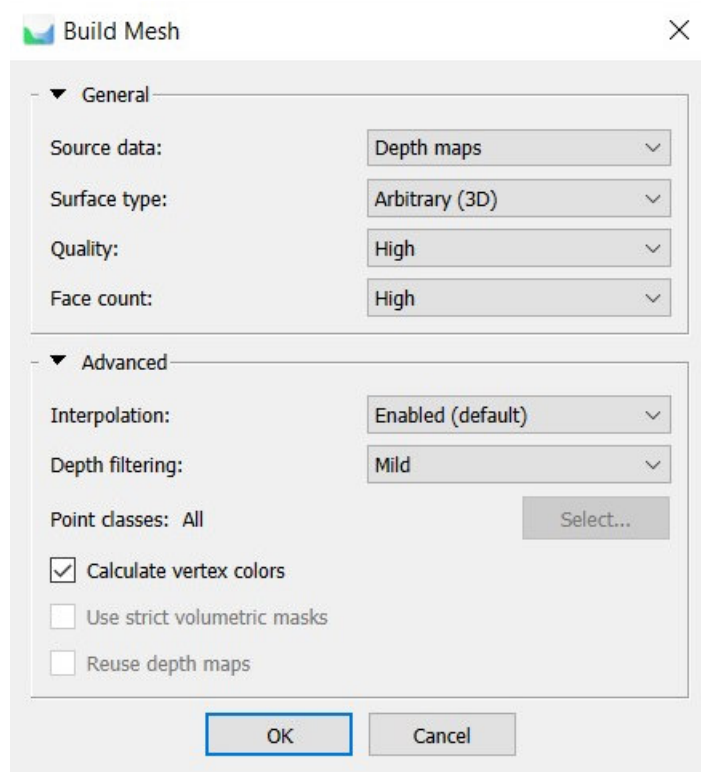 Build Mesh
General
Source data: Depth maps
Surface type: Arbitrary (3D)
Quality: High
Face count: High
Advanced
Interpolation: Enabled (default)
Depth filtering: Mild
Point classes: All Select...
Calculate vertex colors
Use strict volumetric masks
Reuse depth maps
OK Cancel